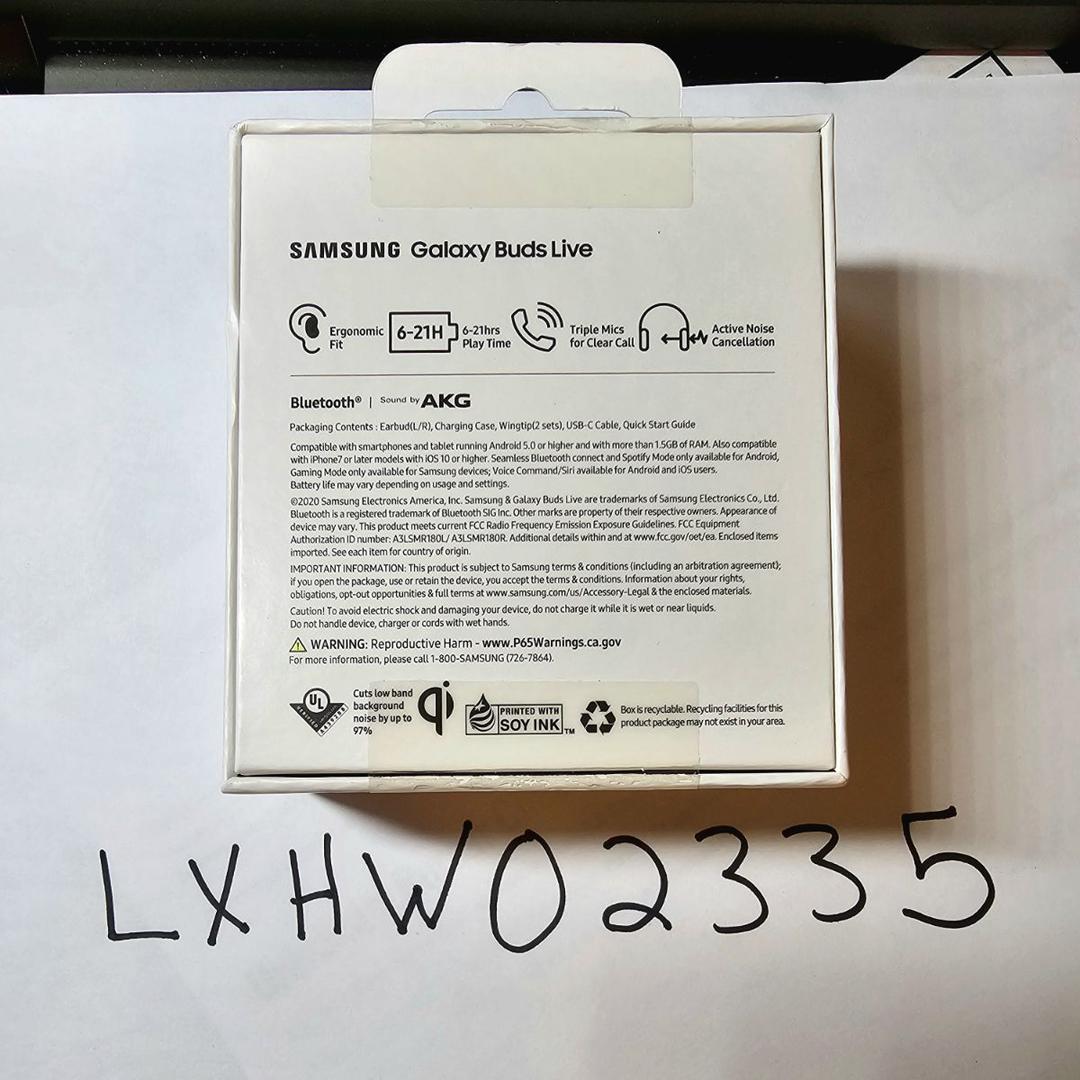 SAMSUNG Galaxy Buds Live
Ergonomic
Fit
6-21H
6-21hrs
Play Time
Triple Mics
for Clear Call
Active Noise
Cancellation
Bluetooth® | Sound by AKG
Packaging Contents : Earbud(L/R), Charging Case, Wingtip(2 sets), USB-C Cable, Quick Start Guide
Compatible with smartphones and tablet running Android 5.0 or higher and with more than 1.5GB of RAM. Also compatible
with iPhone7 or later models with iOS 10 or higher. Seamless Bluetooth connect and Spotify Mode only available for Android,
Gaming Mode only available for Samsung devices; Voice Command/Siri available for Android and iOS users.
Battery life may vary depending on usage and settings.
©2020 Samsung Electronics America, Inc. Samsung & Galaxy Buds Live are trademarks of Samsung Electronics Co., Ltd.
Bluetooth is a registered trademark of Bluetooth SIG Inc. Other marks are property of their respective owners. Appearance of
device may vary. This product meets current FCC Radio Frequency Emission Exposure Guidelines. FCC Equipment
Authorization ID number: A3LSMR180L/ A3LSMR180R. Additional details within and at www.fcc.gov/oet/ea. Enclosed items
imported. See each item for country of origin.
IMPORTANT INFORMATION: This product is subject to Samsung terms & conditions (including an arbitration agreement);
if you open the package, use or retain the device, you accept the terms & conditions. Information about your rights,
obligations, opt-out opportunities & full terms at www.samsung.com/us/Accessory-Legal & the enclosed materials.
Caution! To avoid electric shock and damaging your device, do not charge it while it is wet or near liquids.
Do not handle device, charger or cords with wet hands.
WARNING: Reproductive Harm - www.P65Warnings.ca.gov
For more information, please call 1-800-SAMSUNG (726-7864).
UL
Cuts low band
background
noise by up to
97%
qi
PRINTED WITH
SOY INK TM
Box is recyclable. Recycling facilities for this
product package may not exist in your area.
LXHW02335